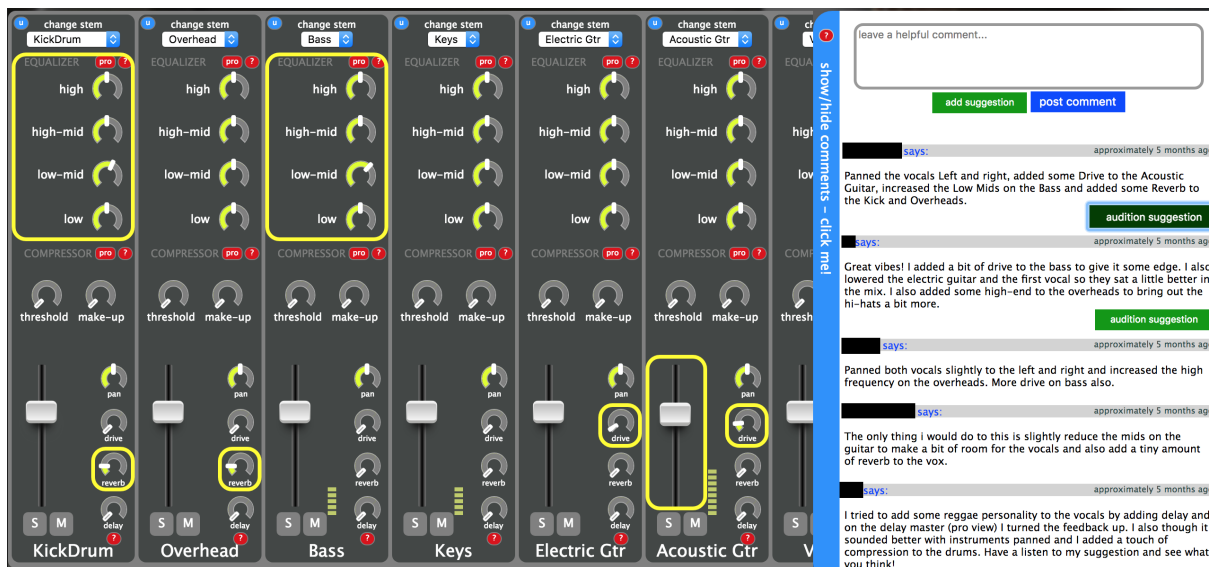 u change stem u change stem u change stem u change stem u change stem u change stem u
KickDrum Overhead Bass Keys Electric Gtr Acoustic Gtr
EQUALIZER pro ? EQUALIZER pro ? EQUALIZER pro ? EQUALIZER pro ? EQUALIZER pro ? EQUALIZER pro ? EQUA
high high high high high high
high-mid high-mid high-mid high-mid high-mid high-mid high
low-mid low-mid low-mid low-mid low-mid low-mid
low low low low low low
COMPRESSOR pro ? COMPRESSOR pro ? COMPRESSOR pro ? COMPRESSOR pro ? COMPRESSOR pro ? COMPRESSOR pro ? COM
threshold make-up threshold make-up threshold make-up threshold make-up threshold make-up threshold make-up thresh
pan pan pan pan pan pan
drive drive drive drive drive drive
reverb reverb reverb reverb reverb reverb
delay delay delay delay delay delay
S M S M S M S M S M S M S
? ? ? ? ? ?
KickDrum Overhead Bass Keys Electric Gtr Acoustic Gtr V
?
show/hide comments – click me!
leave a helpful comment...
add suggestion post comment
says: approximately 5 months ago
Panned the vocals Left and right, added some Drive to the Acoustic
Guitar, increased the Low Mids on the Bass and added some Reverb to
the Kick and Overheads.
audition suggestion
says: approximately 5 months ago
Great vibes! I added a bit of drive to the bass to give it some edge. I also
lowered the electric guitar and the first vocal so they sat a little better in
the mix. I also added some high-end to the overheads to bring out the
hi-hats a bit more.
audition suggestion
says: approximately 5 months ago
Panned both vocals slightly to the left and right and increased the high
frequency on the overheads. More drive on bass also.
says: approximately 5 months ago
The only thing i would do to this is slightly reduce the mids on the
guitar to make a bit of room for the vocals and also add a tiny amount
of reverb to the vox.
says: approximately 5 months ago
I tried to add some reggae personality to the vocals by adding delay and
on the delay master (pro view) I turned the feedback up. I also though it
sounded better with instruments panned and I added a touch of
compression to the drums. Have a listen to my suggestion and see what
you think!